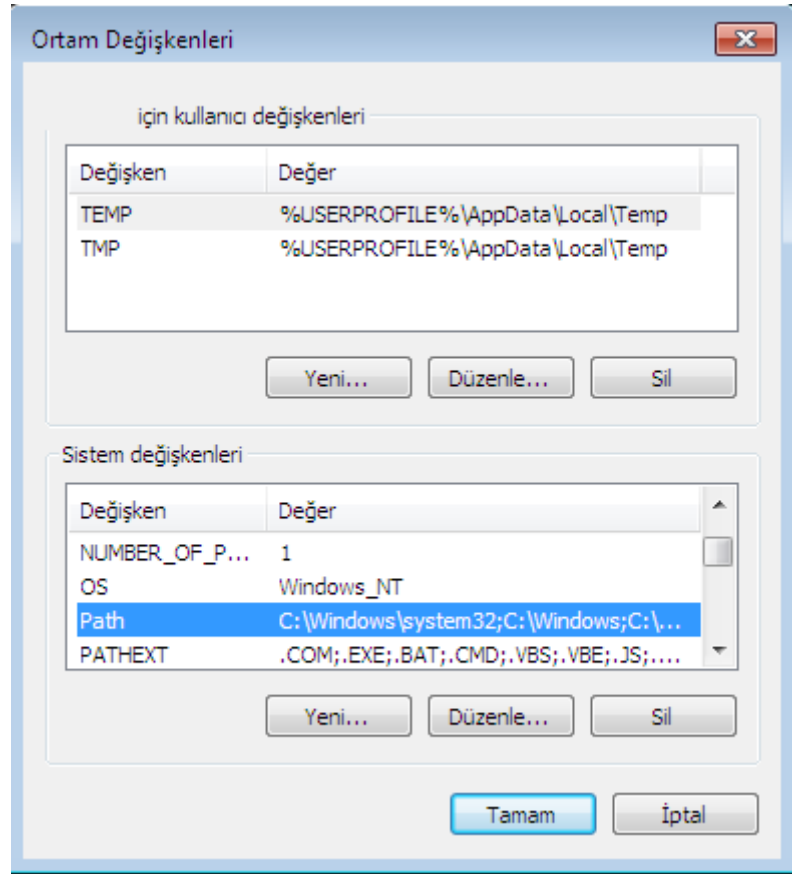 Ortam Değişkenleri
için kullanıcı değişkenleri
Değişken Değer
TEMP %USERPROFILE%\AppData\Local\Temp
TMP %USERPROFILE%\AppData\Local\Temp
Yeni... Düzenle... Sil
Sistem değişkenleri
Değişken Değer
NUMBER_OF_P... 1
OS Windows_NT
Path C:\Windows\system32;C:\Windows;C:\...
PATHEXT .COM;.EXE;.BAT;.CMD;.VBS;.VBE;.JS;....
Yeni... Düzenle... Sil
Tamam İptal